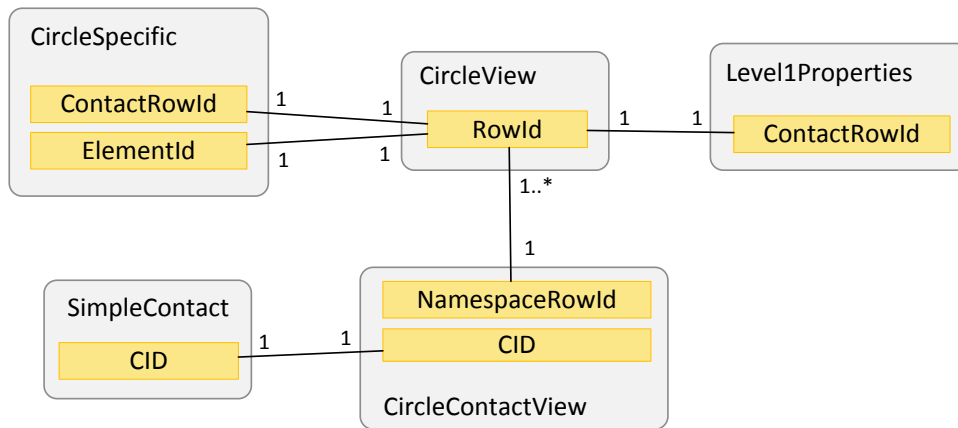 CircleSpecific
ContactRowId
ElementId
1
1
1
1
CircleView
RowId
1
1
Level1Properties
ContactRowId
1..*
1
NamespaceRowId
CID
CircleContactView
SimpleContact
CID
1
1